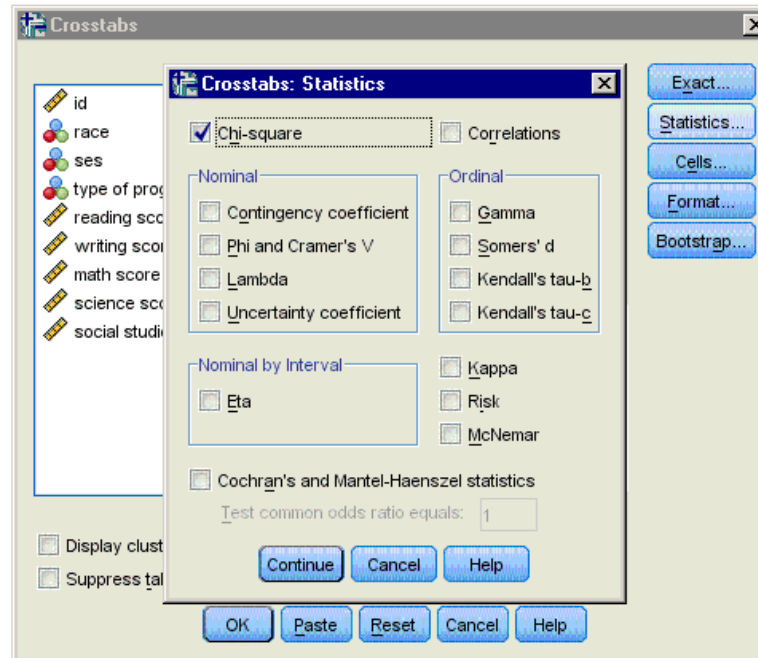 Crosstabs
Crosstabs: Statistics
id
race
ses
type of prog
reading sco
writing scor
math score
science sco
social studi
Chi-square
Correlations
Nominal
Contingency coefficient
Phi and Cramer's V
Lambda
Uncertainty coefficient
Ordinal
Gamma
Somers' d
Kendall's tau-b
Kendall's tau-c
Nominal by Interval
Eta
Kappa
Risk
McNemar
Cochran's and Mantel-Haenszel statistics
Test common odds ratio equals: 1
Continue Cancel Help
Exact...
Statistics...
Cells...
Format...
Bootstrap...
Display clust
Suppress tal
OK Paste Reset Cancel Help